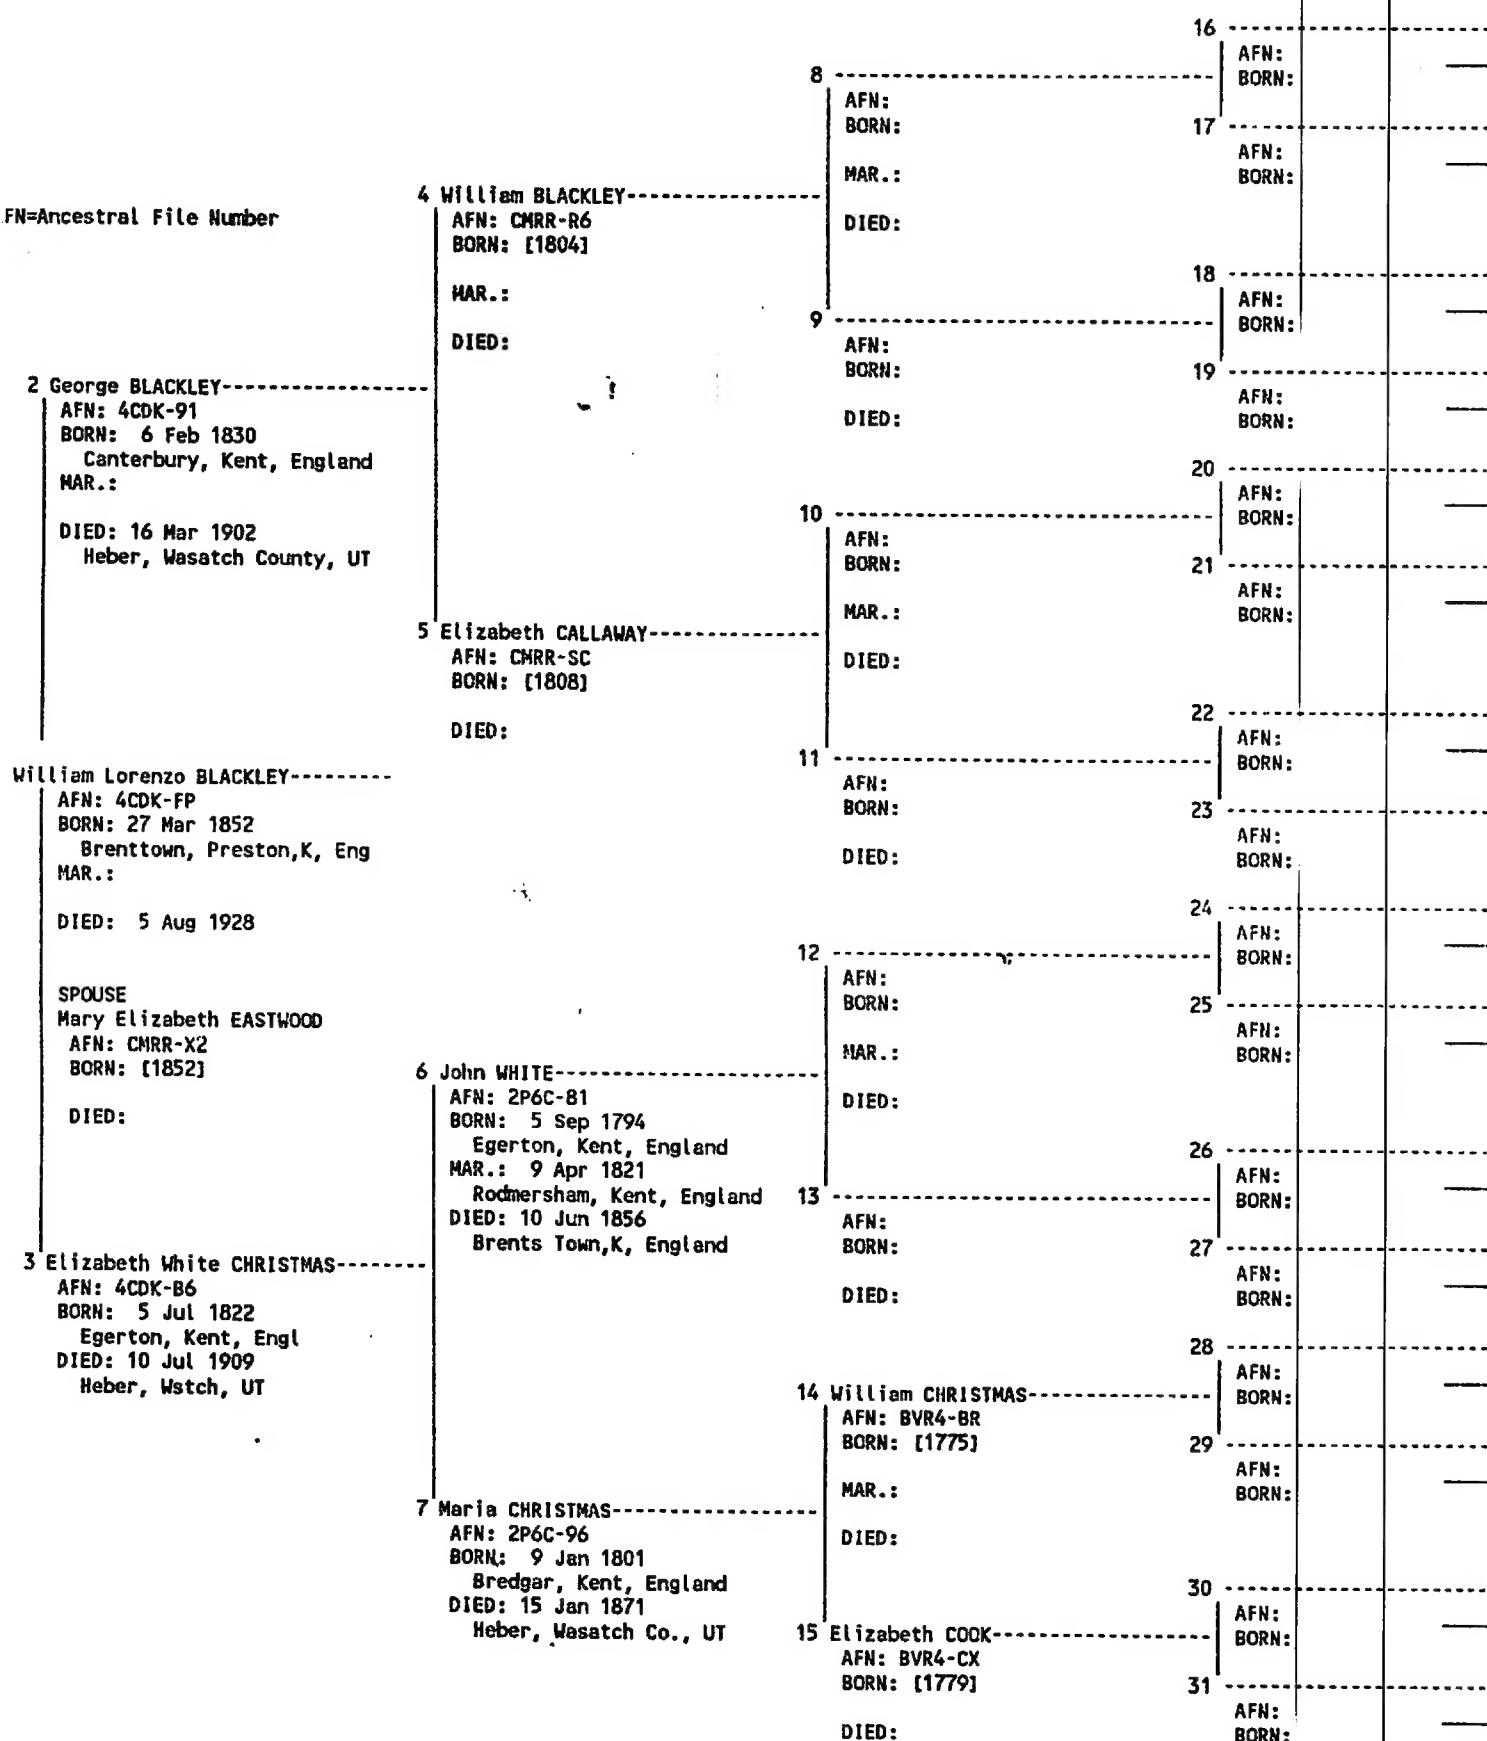 FN=Ancestral File Number
2 George BLACKLEY
AFN: 4CDK-91
BORN: 6 Feb 1830
Canterbury, Kent, England
MAR.:
DIED: 16 Mar 1902
Heber, Wasatch County, UT
William Lorenzo BLACKLEY
AFN: 4CDK-FP
BORN: 27 Mar 1852
Brenttown, Preston,K, Eng
MAR.:
DIED: 5 Aug 1928
SPOUSE
Mary Elizabeth EASTWOOD
AFN: CMRR-X2
BORN: [1852]
DIED:
3 Elizabeth White CHRISTMAS
AFN: 4CDK-B6
BORN: 5 Jul 1822
Egerton, Kent, Engl
DIED: 10 Jul 1909
Heber, Wstch, UT
4 William BLACKLEY
AFN: CMRR-R6
BORN: [1804]
MAR.:
DIED:
5 Elizabeth CALLAWAY
AFN: CMRR-SC
BORN: [1808]
DIED:
6 John WHITE
AFN: 2P6C-81
BORN: 5 Sep 1794
Egerton, Kent, England
MAR.: 9 Apr 1821
Rodmersham, Kent, England
DIED: 10 Jun 1856
Brents Town,K, England
7 Maria CHRISTMAS
AFN: 2P6C-96
BORN: 9 Jan 1801
Bredgar, Kent, England
DIED: 15 Jan 1871
Heber, Wasatch Co., UT
8
AFN:
BORN:
MAR.:
DIED:
9
AFN:
BORN:
DIED:
10
AFN:
BORN:
MAR.:
DIED:
11
AFN:
BORN:
DIED:
12
AFN:
BORN:
MAR.:
DIED:
13
AFN:
BORN:
DIED:
14 William CHRISTMAS
AFN: BVR4-BR
BORN: [1775]
MAR.:
DIED:
15 Elizabeth COOK
AFN: BVR4-CX
BORN: [1779]
DIED:
16
AFN:
BORN:
17
AFN:
BORN:
18
AFN:
BORN:
19
AFN:
BORN:
20
AFN:
BORN:
21
AFN:
BORN:
22
AFN:
BORN:
23
AFN:
BORN:
24
AFN:
BORN:
25
AFN:
BORN:
26
AFN:
BORN:
27
AFN:
BORN:
28
AFN:
BORN:
29
AFN:
BORN:
30
AFN:
BORN:
31
AFN:
BORN: